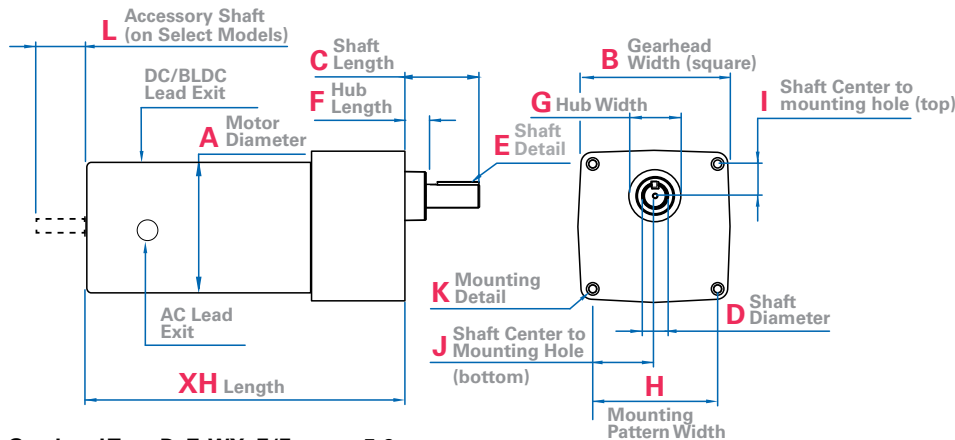 L Accessory Shaft
(on Select Models)
DC/BLDC
Lead Exit
A Motor
Diameter
C Shaft
Length
F Hub
Length
E Shaft
Detail
B Gearhead
Width (square)
G Hub Width
I Shaft Center to
mounting hole (top)
K Mounting
Detail
D Shaft
Diameter
J Shaft Center to
Mounting Hole
(bottom)
H
Mounting
Pattern Width
AC Lead
Exit
XH Length